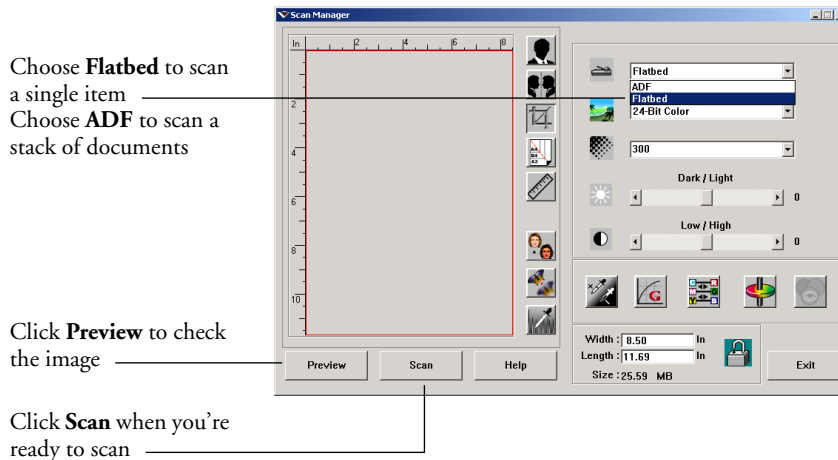 Scan Manager
Choose Flatbed to scan
a single item
Choose ADF to scan a
stack of documents
Click Preview to check
the image
Click Scan when you're
ready to scan
In 2 4 6 8
2
4
6
8
10
A4
B4
A3
Flatbed
ADF
Flatbed
24-Bit Color
300
Dark / Light
0
Low / High
0
G
Width : 8.50 In
Length : 11.69 In
Size : 25.59 MB
Preview
Scan
Help
Exit